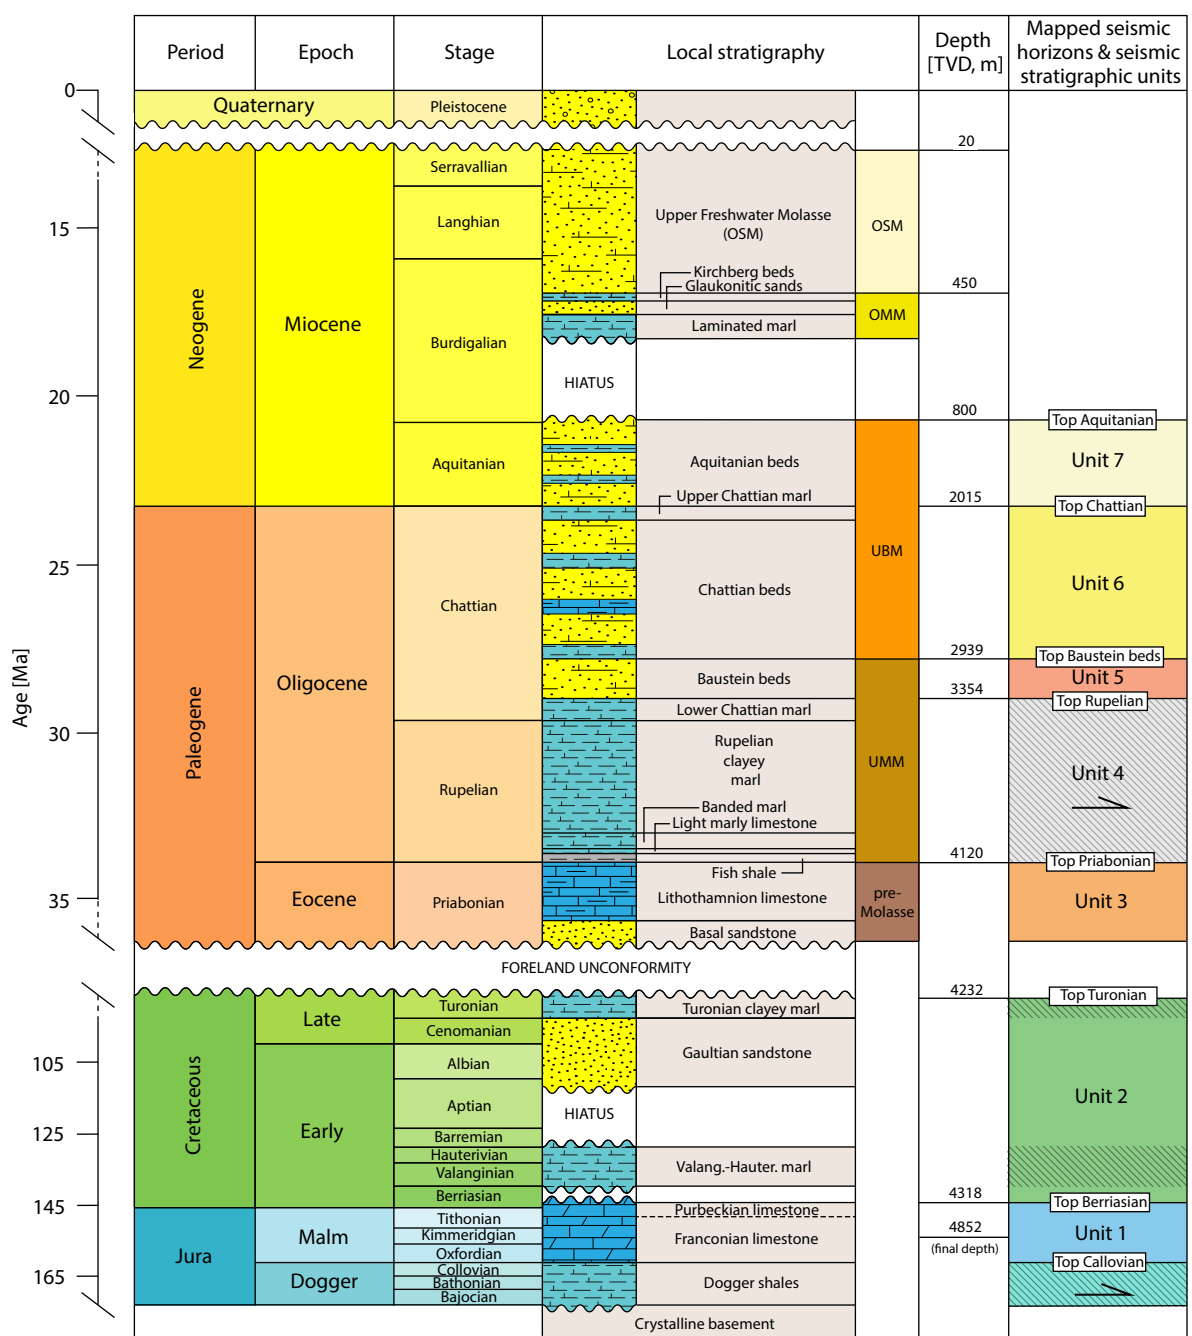 Period
Epoch
Stage
Local stratigraphy
Depth
[TVD, m]
Mapped seismic
horizons & seismic
stratigraphic units
Age [Ma]
0
15
20
25
30
35
105
125
145
165
Quaternary
Neogene
Paleogene
Cretaceous
Jura
Miocene
Oligocene
Eocene
Late
Early
Malm
Dogger
Pleistocene
Serravallian
Langhian
Burdigalian
Aquitanian
Chattian
Rupelian
Priabonian
Turonian
Cenomanian
Albian
Aptian
Barremian
Hauterivian
Valanginian
Berriasian
Tithonian
Kimmeridgian
Oxfordian
Collovian
Bathonian
Bajocian
Upper Freshwater Molasse
(OSM)
Kirchberg beds
Glaukonitic sands
Laminated marl
HIATUS
Aquitanian beds
Upper Chattian marl
Chattian beds
Baustein beds
Lower Chattian marl
Rupelian
clayey
marl
Banded marl
Light marly limestone
Fish shale
Lithothamnion limestone
Basal sandstone
FORELAND UNCONFORMITY
Turonian clayey marl
Gaultian sandstone
HIATUS
Valang.-Hauter. marl
Purbeckian limestone
Franconian limestone
Dogger shales
Crystalline basement
OSM
OMM
UBM
UMM
pre-
Molasse
20
450
800
2015
2939
3354
4120
4232
4318
4852
(final depth)
Top Aquitanian
Unit 7
Top Chattian
Unit 6
Top Baustein beds
Unit 5
Top Rupelian
Unit 4
Top Priabonian
Unit 3
Top Turonian
Unit 2
Top Berriasian
Unit 1
Top Callovian